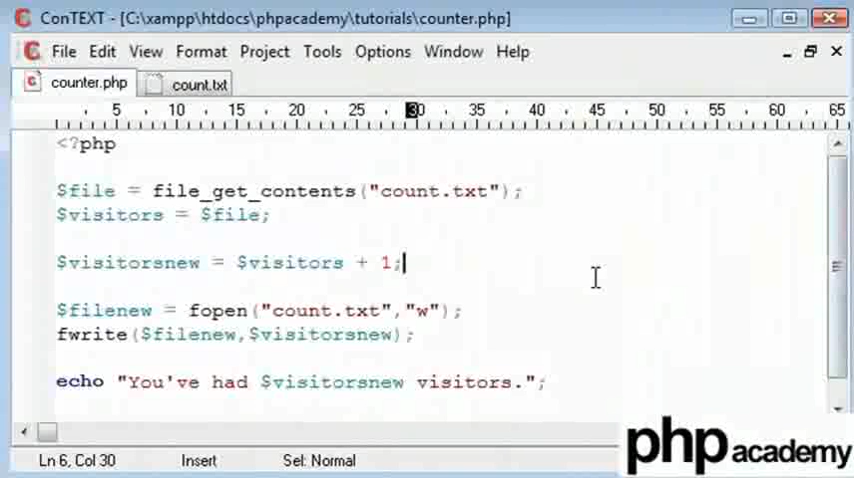 ConTEXT - [C:\xampp\htdocs\phpacademy\tutorials\counter.php]
File Edit View Format Project Tools Options Window Help
counter.php count.txt
5 10 15 20 25 30 35 40 45 50 55 60 65
<?php
$file = file_get_contents("count.txt");
$visitors = $file;
$visitorsnew = $visitors + 1;
$filenew = fopen("count.txt","w");
fwrite($filenew,$visitorsnew);
echo "You've had $visitorsnew visitors.";
Ln 6, Col 30 Insert Sel: Normal
php academy